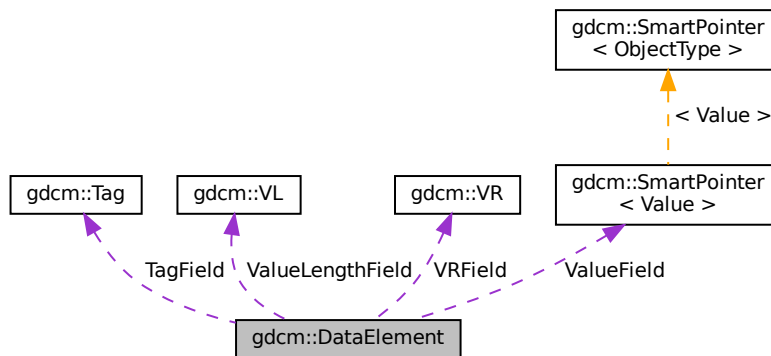 gdcm::SmartPointer
< ObjectType >
< Value >
gdcm::Tag
gdcm::VL
gdcm::VR
gdcm::SmartPointer
< Value >
TagField
ValueLengthField
VRField
ValueField
gdcm::DataElement